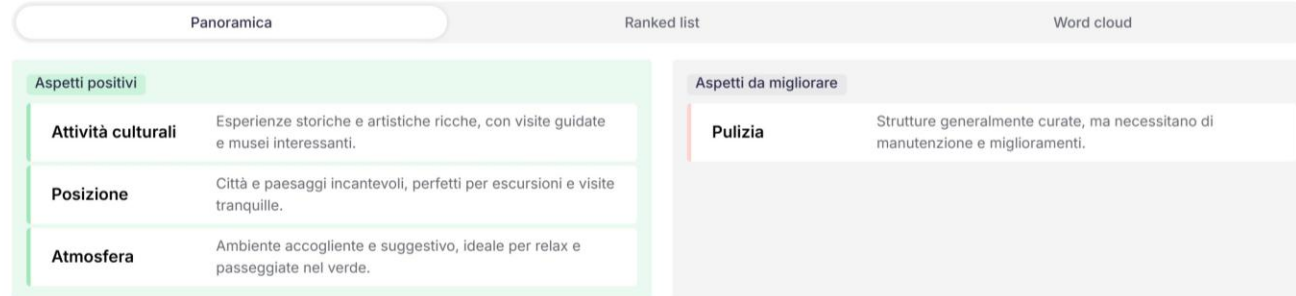 Panoramica
Ranked list
Word cloud
Aspetti positivi
Attività culturali
Esperienze storiche e artistiche ricche, con visite guidate
e musei interessanti.
Posizione
Città e paesaggi incantevoli, perfetti per escursioni e visite
tranquille.
Atmosfera
Ambiente accogliente e suggestivo, ideale per relax e
passeggiate nel verde.
Aspetti da migliorare
Pulizia
Strutture generalmente curate, ma necessitano di
manutenzione e miglioramenti.